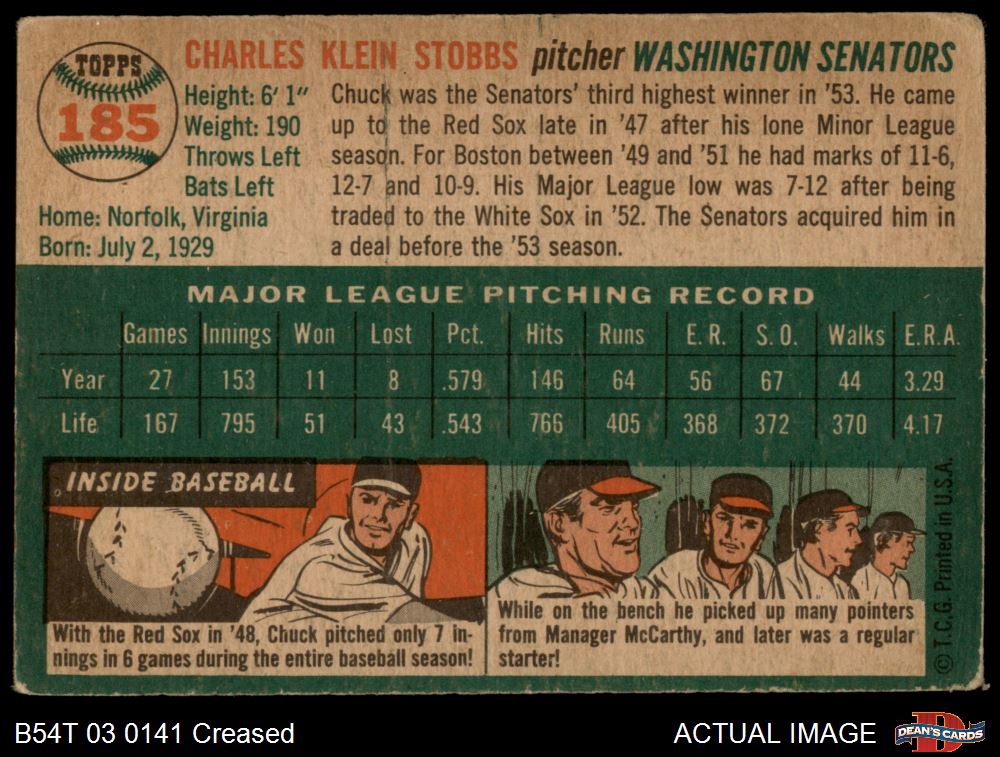 TOPPS
185
CHARLES KLEIN STOBBS pitcher WASHINGTON SENATORS
Height: 6' 1"
Weight: 190
Throws Left
Bats Left
Home: Norfolk, Virginia
Born: July 2, 1929
Chuck was the Senators' third highest winner in '53. He came
up to the Red Sox late in '47 after his lone Minor League
season. For Boston between '49 and '51 he had marks of 11-6,
12-7 and 10-9. His Major League low was 7-12 after being
traded to the White Sox in '52. The Senators acquired him in
a deal before the '53 season.
MAJOR LEAGUE PITCHING RECORD
Games Innings Won Lost Pct. Hits Runs E. R. S. O. Walks E.R.A.
Year 27 153 11 8 .579 146 64 56 67 44 3.29
Life 167 795 51 43 .543 766 405 368 372 370 4.17
INSIDE BASEBALL
With the Red Sox in '48, Chuck pitched only 7 in-
nings in 6 games during the entire baseball season!
While on the bench he picked up many pointers
from Manager McCarthy, and later was a regular
starter!
© T.C.G. Printed in U.S.A.
B54T 03 0141 Creased
ACTUAL IMAGE
D
DEAN'S CARDS